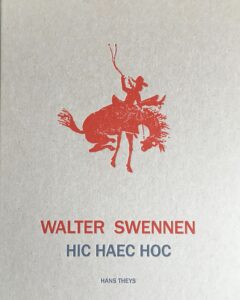 WALTER SWENNEN
HIC HAEC HOC
HANS THEYS